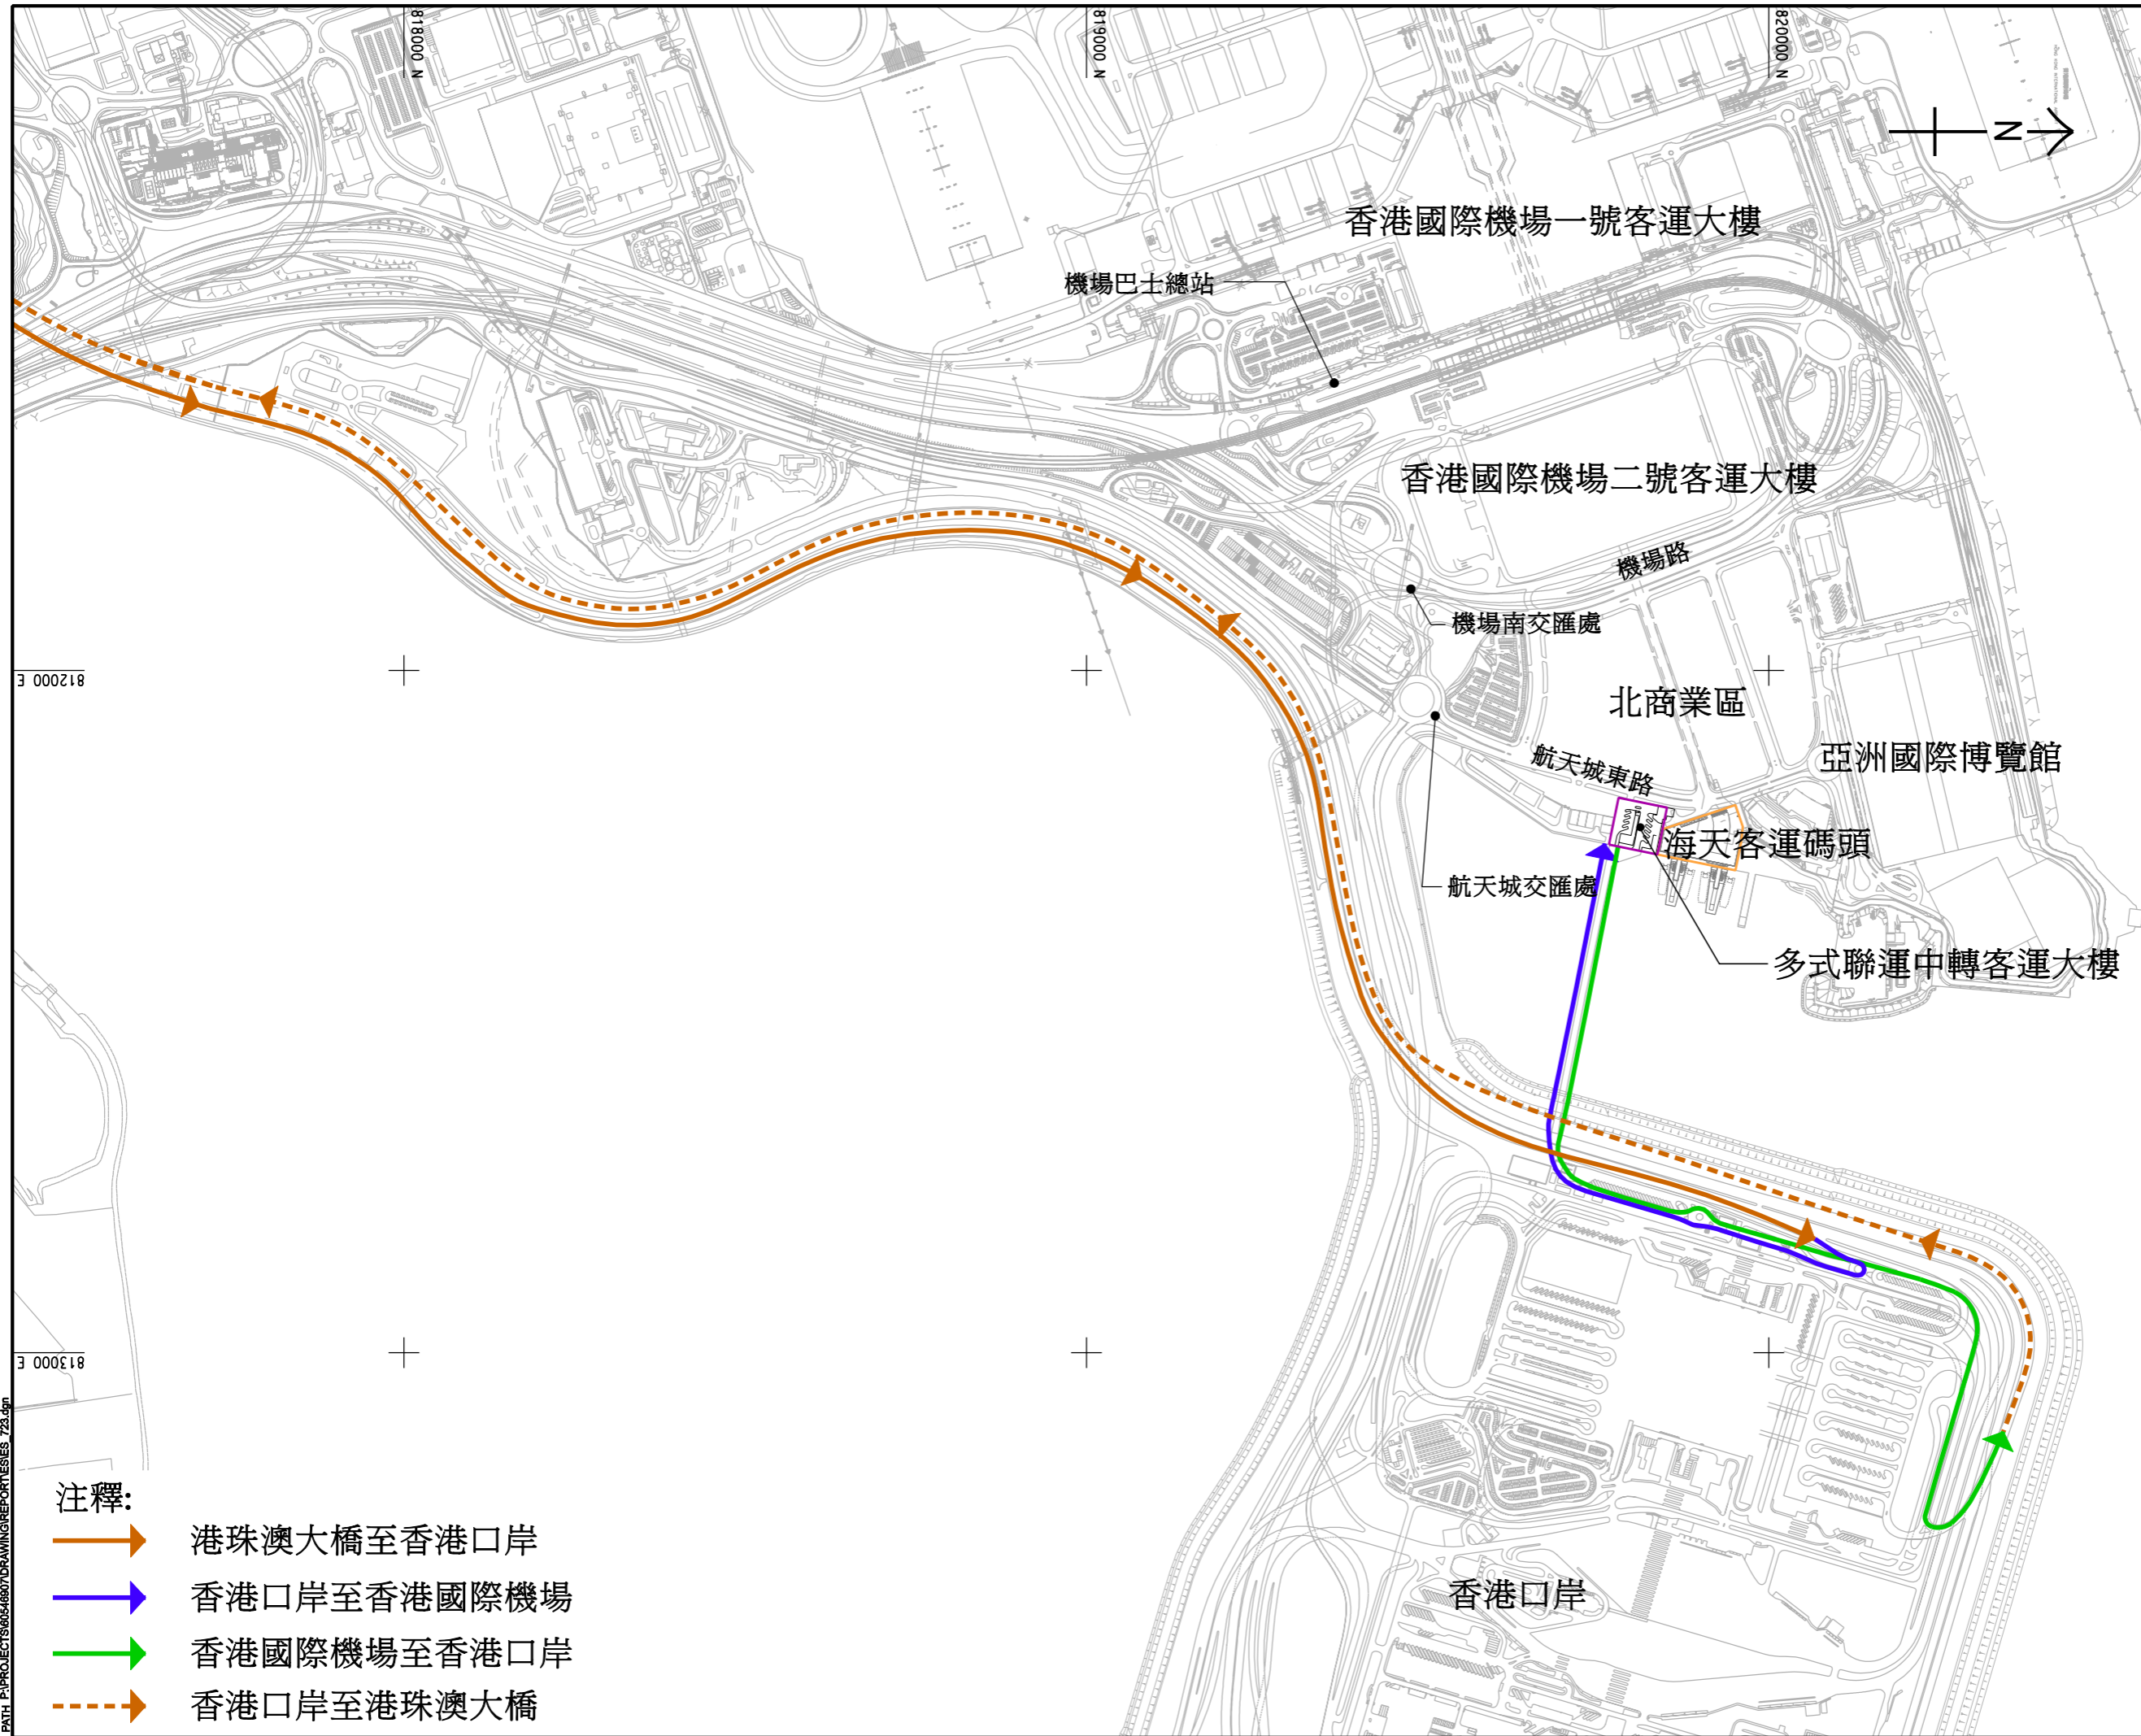 818000 N
819000 N
820000 N
N
香港國際機場一號客運大樓
機場巴士總站
香港國際機場二號客運大樓
機場路
機場南交匯處
812000 E
北商業區
航天城東路
亞洲國際博覽館
海天客運碼頭
航天城交匯處
多式聯運中轉客運大樓
813000 E
注釋:
港珠澳大橋至香港口岸
香港口岸至香港國際機場
香港國際機場至香港口岸
香港口岸至港珠澳大橋
香港口岸